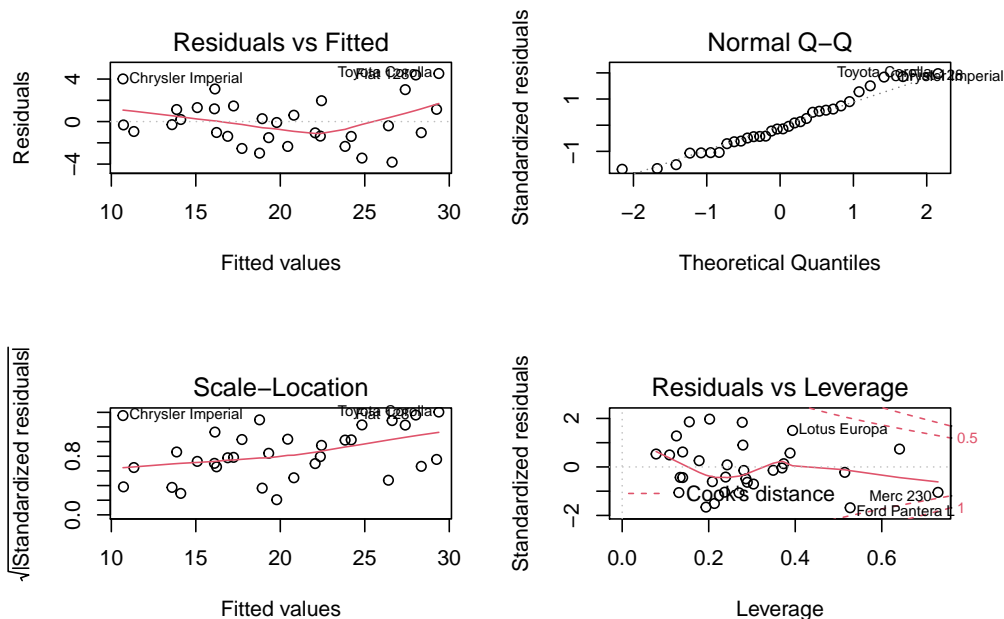 Residuals vs Fitted
Residuals
4
0
−4
Chrysler Imperial
Toyota Corolla
Fiat 128
10
15
20
25
30
Fitted values
Normal Q−Q
Standardized residuals
1
−1
Toyota Corolla
Chrysler Imperial
−2
−1
0
1
2
Theoretical Quantiles
Scale−Location
√|Standardized residuals|
0.8
0.0
Chrysler Imperial
Toyota Corolla
Fiat 128
10
15
20
25
30
Fitted values
Residuals vs Leverage
Standardized residuals
2
0
−2
Lotus Europa
0.5
Cook's distance
Merc 230
1
Ford Pantera L
0.0
0.2
0.4
0.6
Leverage